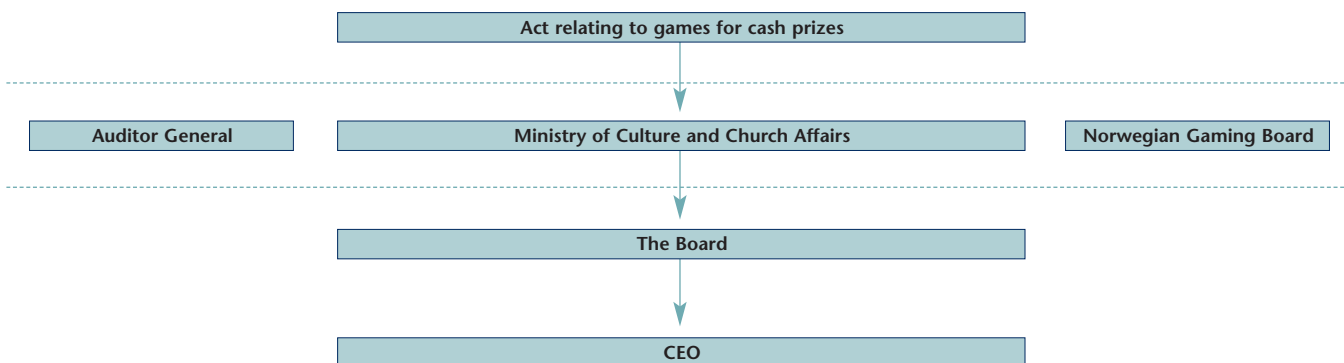 Act relating to games for cash prizes
Auditor General
Ministry of Culture and Church Affairs
Norwegian Gaming Board
The Board
CEO